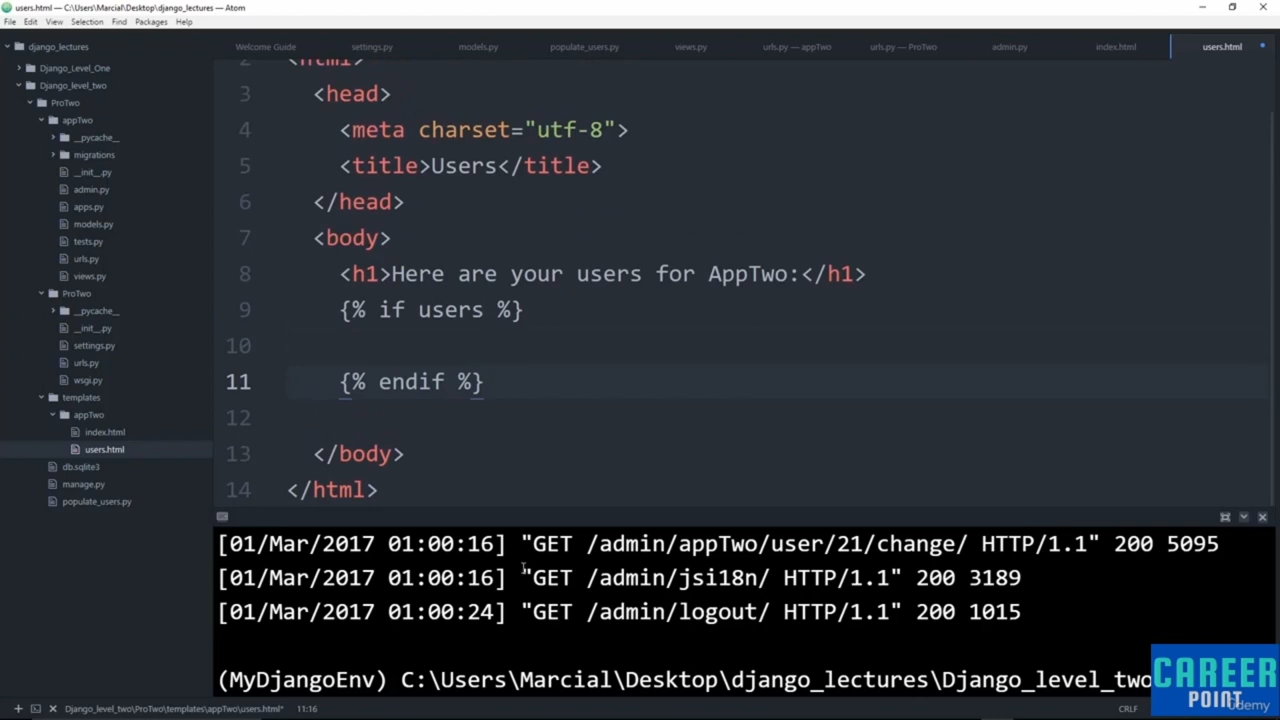 users.html — C:\Users\Marcial\Desktop\django_lectures — Atom
File Edit View Selection Find Packages Help
django_lectures
Django_Level_One
Django_level_two
ProTwo
appTwo
__pycache__
migrations
__init__.py
admin.py
apps.py
models.py
tests.py
urls.py
views.py
ProTwo
__pycache__
__init__.py
settings.py
urls.py
wsgi.py
templates
appTwo
index.html
users.html
db.sqlite3
manage.py
populate_users.py
Welcome Guide settings.py models.py populate_users.py views.py urls.py — appTwo urls.py — ProTwo admin.py index.html users.html
2 <html>
3 <head>
4 <meta charset="utf-8">
5 <title>Users</title>
6 </head>
7 <body>
8 <h1>Here are your users for AppTwo:</h1>
9 {% if users %}
10
11 {% endif %}
12
13 </body>
14 </html>
[01/Mar/2017 01:00:16] "GET /admin/appTwo/user/21/change/ HTTP/1.1" 200 5095
[01/Mar/2017 01:00:16] "GET /admin/jsi18n/ HTTP/1.1" 200 3189
[01/Mar/2017 01:00:24] "GET /admin/logout/ HTTP/1.1" 200 1015
(MyDjangoEnv) C:\Users\Marcial\Desktop\django_lectures\Django_level_two
CAREER
POINT
Udemy
Django_level_two\ProTwo\templates\appTwo\users.html* 11:16 CRLF